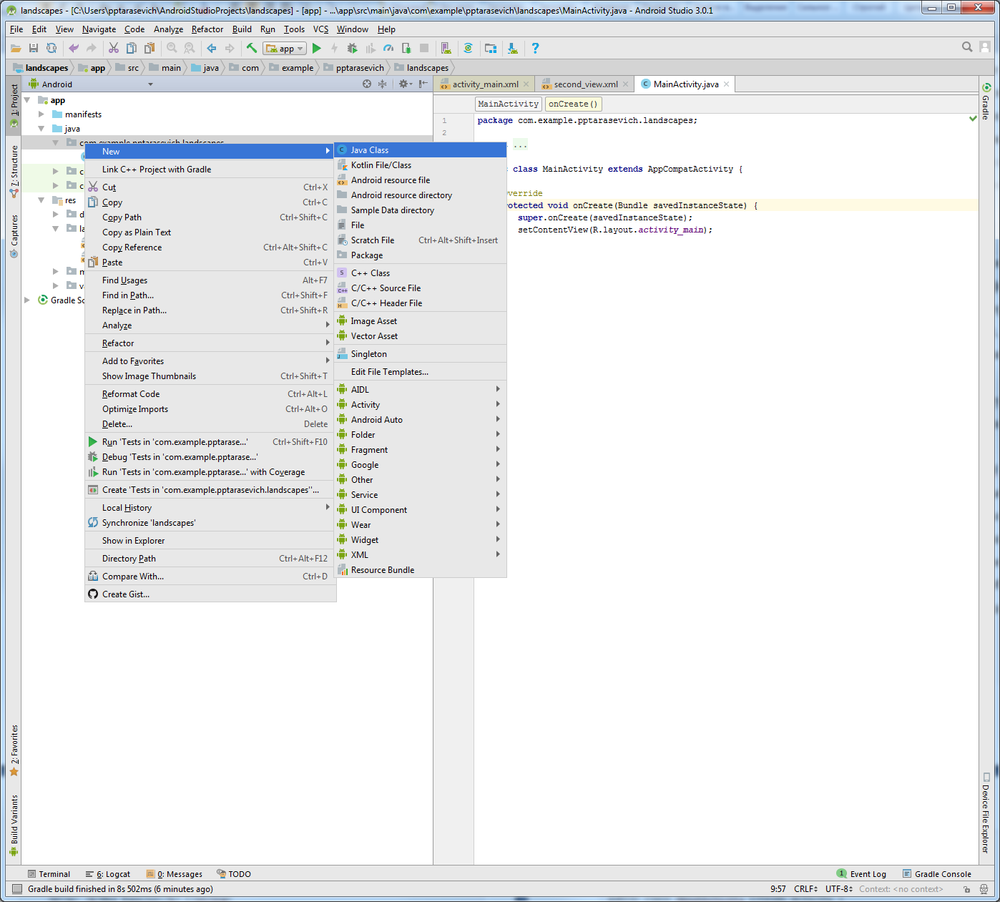 landscapes - [C:\Users\pptarasevich\AndroidStudioProjects\landscapes] - [app] - ...\app\src\main\java\com\example\pptarasevich\landscapes\MainActivity.java - Android Studio 3.0.1
File Edit View Navigate Code Analyze Refactor Build Run Tools VCS Window Help
app
landscapes app src main java com example pptarasevich landscapes
Android
activity_main.xml second_view.xml MainActivity.java
MainActivity onCreate()
1: Project
7: Structure
Captures
2: Favorites
Build Variants
Gradle
Device File Explorer
app
manifests
java
com.example.pptarasevich.landscapes
res
Gradle Sc
New
Link C++ Project with Gradle
Cut Ctrl+X
Copy Ctrl+C
Copy Path Ctrl+Shift+C
Copy as Plain Text
Copy Reference Ctrl+Alt+Shift+C
Paste Ctrl+V
Find Usages Alt+F7
Find in Path... Ctrl+Shift+F
Replace in Path... Ctrl+Shift+R
Analyze
Refactor
Add to Favorites
Show Image Thumbnails Ctrl+Shift+T
Reformat Code Ctrl+Alt+L
Optimize Imports Ctrl+Alt+O
Delete... Delete
Run 'Tests in 'com.example.pptarase...' Ctrl+Shift+F10
Debug 'Tests in 'com.example.pptarase...'
Run 'Tests in 'com.example.pptarase...' with Coverage
Create 'Tests in 'com.example.pptarasevich.landscapes''...
Local History
Synchronize 'landscapes'
Show in Explorer
Directory Path Ctrl+Alt+F12
Compare With... Ctrl+D
Create Gist...
Java Class
Kotlin File/Class
Android resource file
Android resource directory
Sample Data directory
File
Scratch File Ctrl+Alt+Shift+Insert
Package
C++ Class
C/C++ Source File
C/C++ Header File
Image Asset
Vector Asset
Singleton
Edit File Templates...
AIDL
Activity
Android Auto
Folder
Fragment
Google
Other
Service
UI Component
Wear
Widget
XML
Resource Bundle
1 package com.example.pptarasevich.landscapes;
2
...
class MainActivity extends AppCompatActivity {
verride
otected void onCreate(Bundle savedInstanceState) {
super.onCreate(savedInstanceState);
setContentView(R.layout.activity_main);
Terminal 6: Logcat 0: Messages TODO Event Log Gradle Console
Gradle build finished in 8s 502ms (6 minutes ago) 9:57 CRLF UTF-8 Context: <no context>